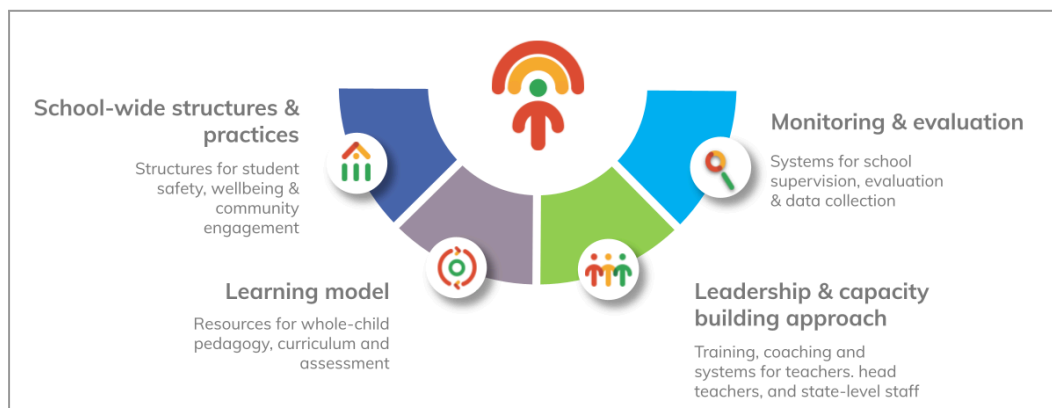 School-wide structures &
practices
Structures for student
safety, wellbeing &
community
engagement
Learning model
Resources for whole-child
pedagogy, curriculum and
assessment
Leadership & capacity
building approach
Training, coaching and
systems for teachers. head
teachers, and state-level staff
Monitoring & evaluation
Systems for school
supervision, evaluation
& data collection